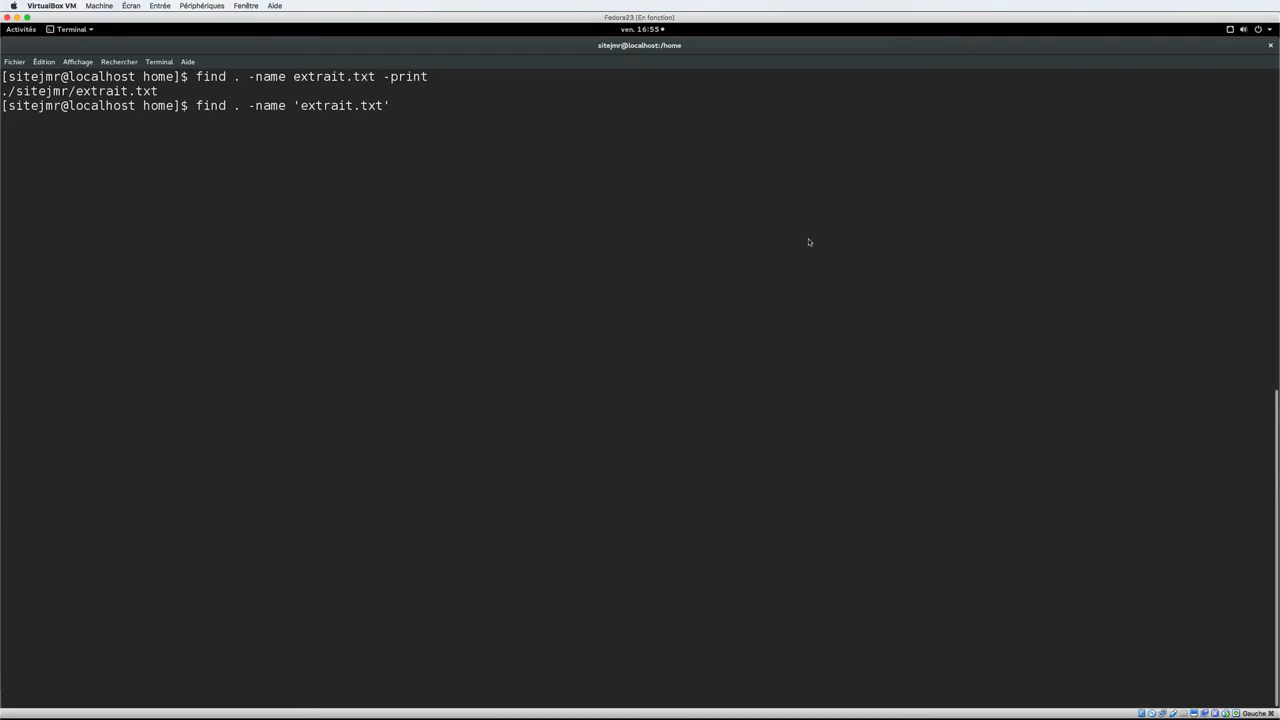 VirtualBox VM Machine Écran Entrée Périphériques Fenêtre Aide
Fedora23 [En fonction]
Activités Terminal ven. 16:55
sitejmr@localhost:/home
Fichier Édition Affichage Rechercher Terminal Aide
[sitejmr@localhost home]$ find . -name extrait.txt -print
./sitejmr/extrait.txt
[sitejmr@localhost home]$ find . -name 'extrait.txt'
Gauche ⌘